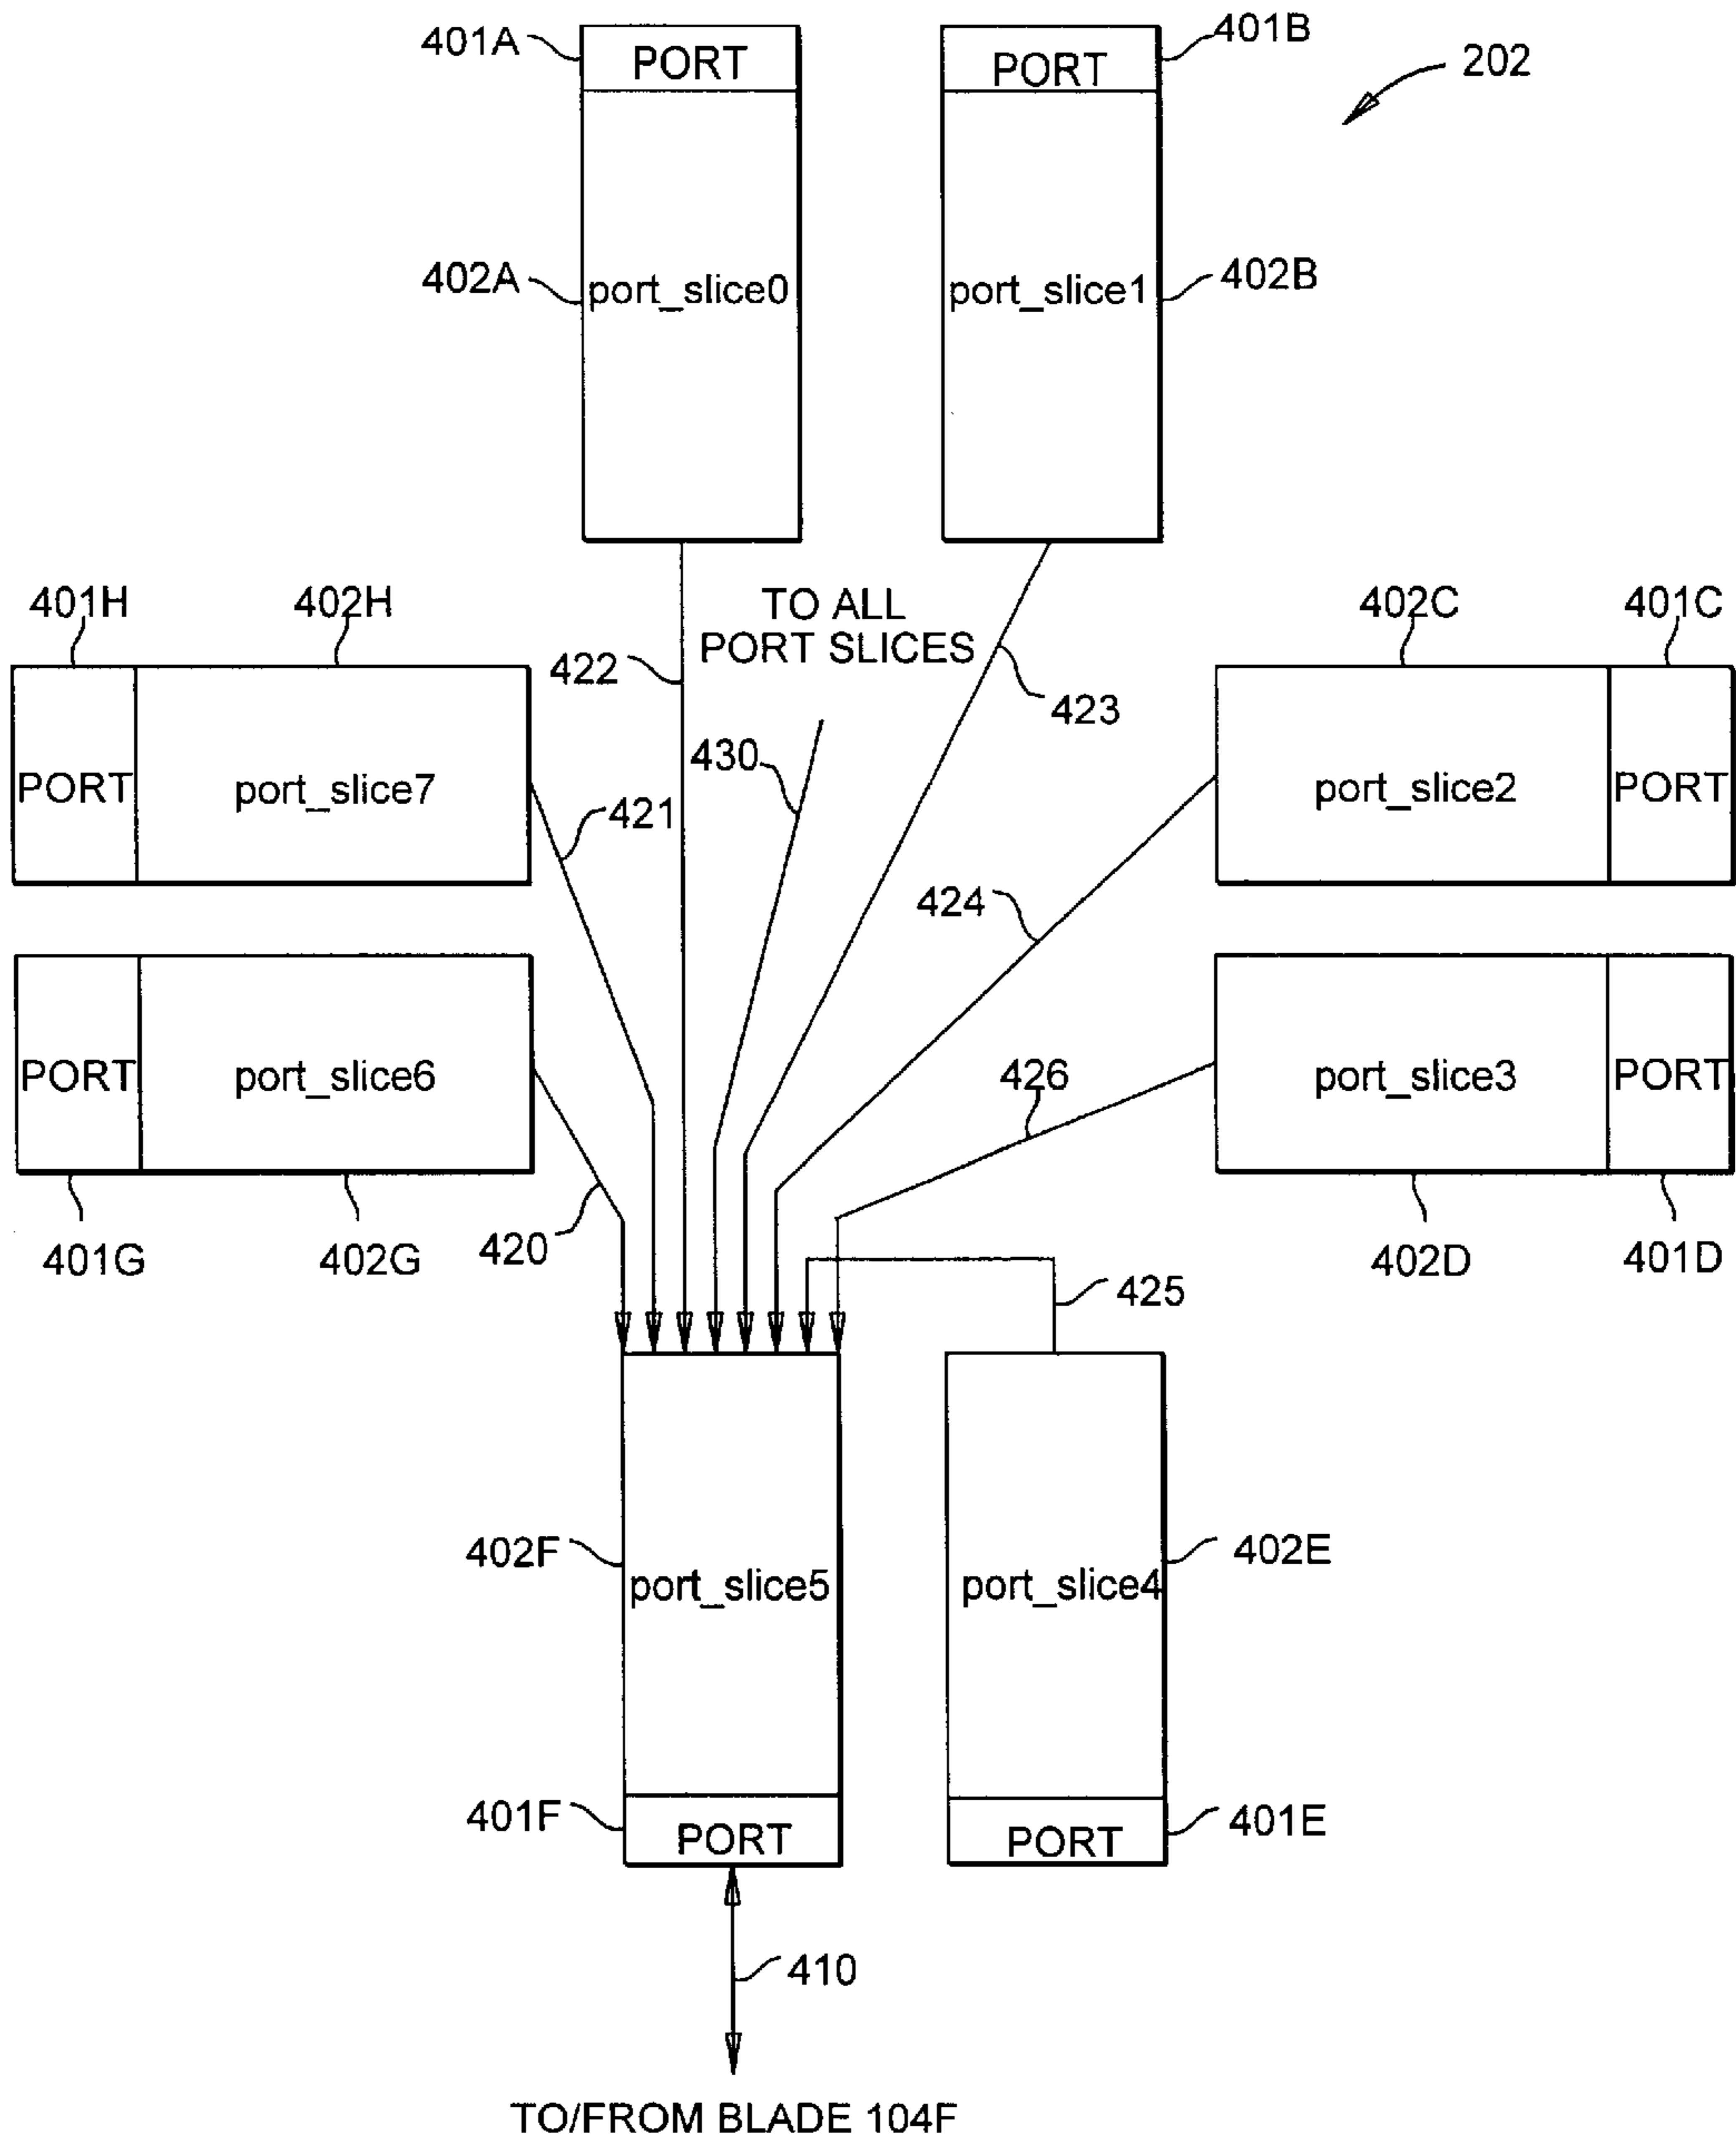 401A
PORT
PORT
401B
202
402A
port_slice0
port_slice1
402B
401H
402H
TO ALL
PORT SLICES
402C
401C
422
423
430
PORT
port_slice7
421
port_slice2
PORT
424
PORT
port_slice6
426
port_slice3
PORT
401G
402G
420
402D
401D
425
402F
port_slice5
port_slice4
402E
401F
PORT
PORT
401E
410
TO/FROM BLADE 104F